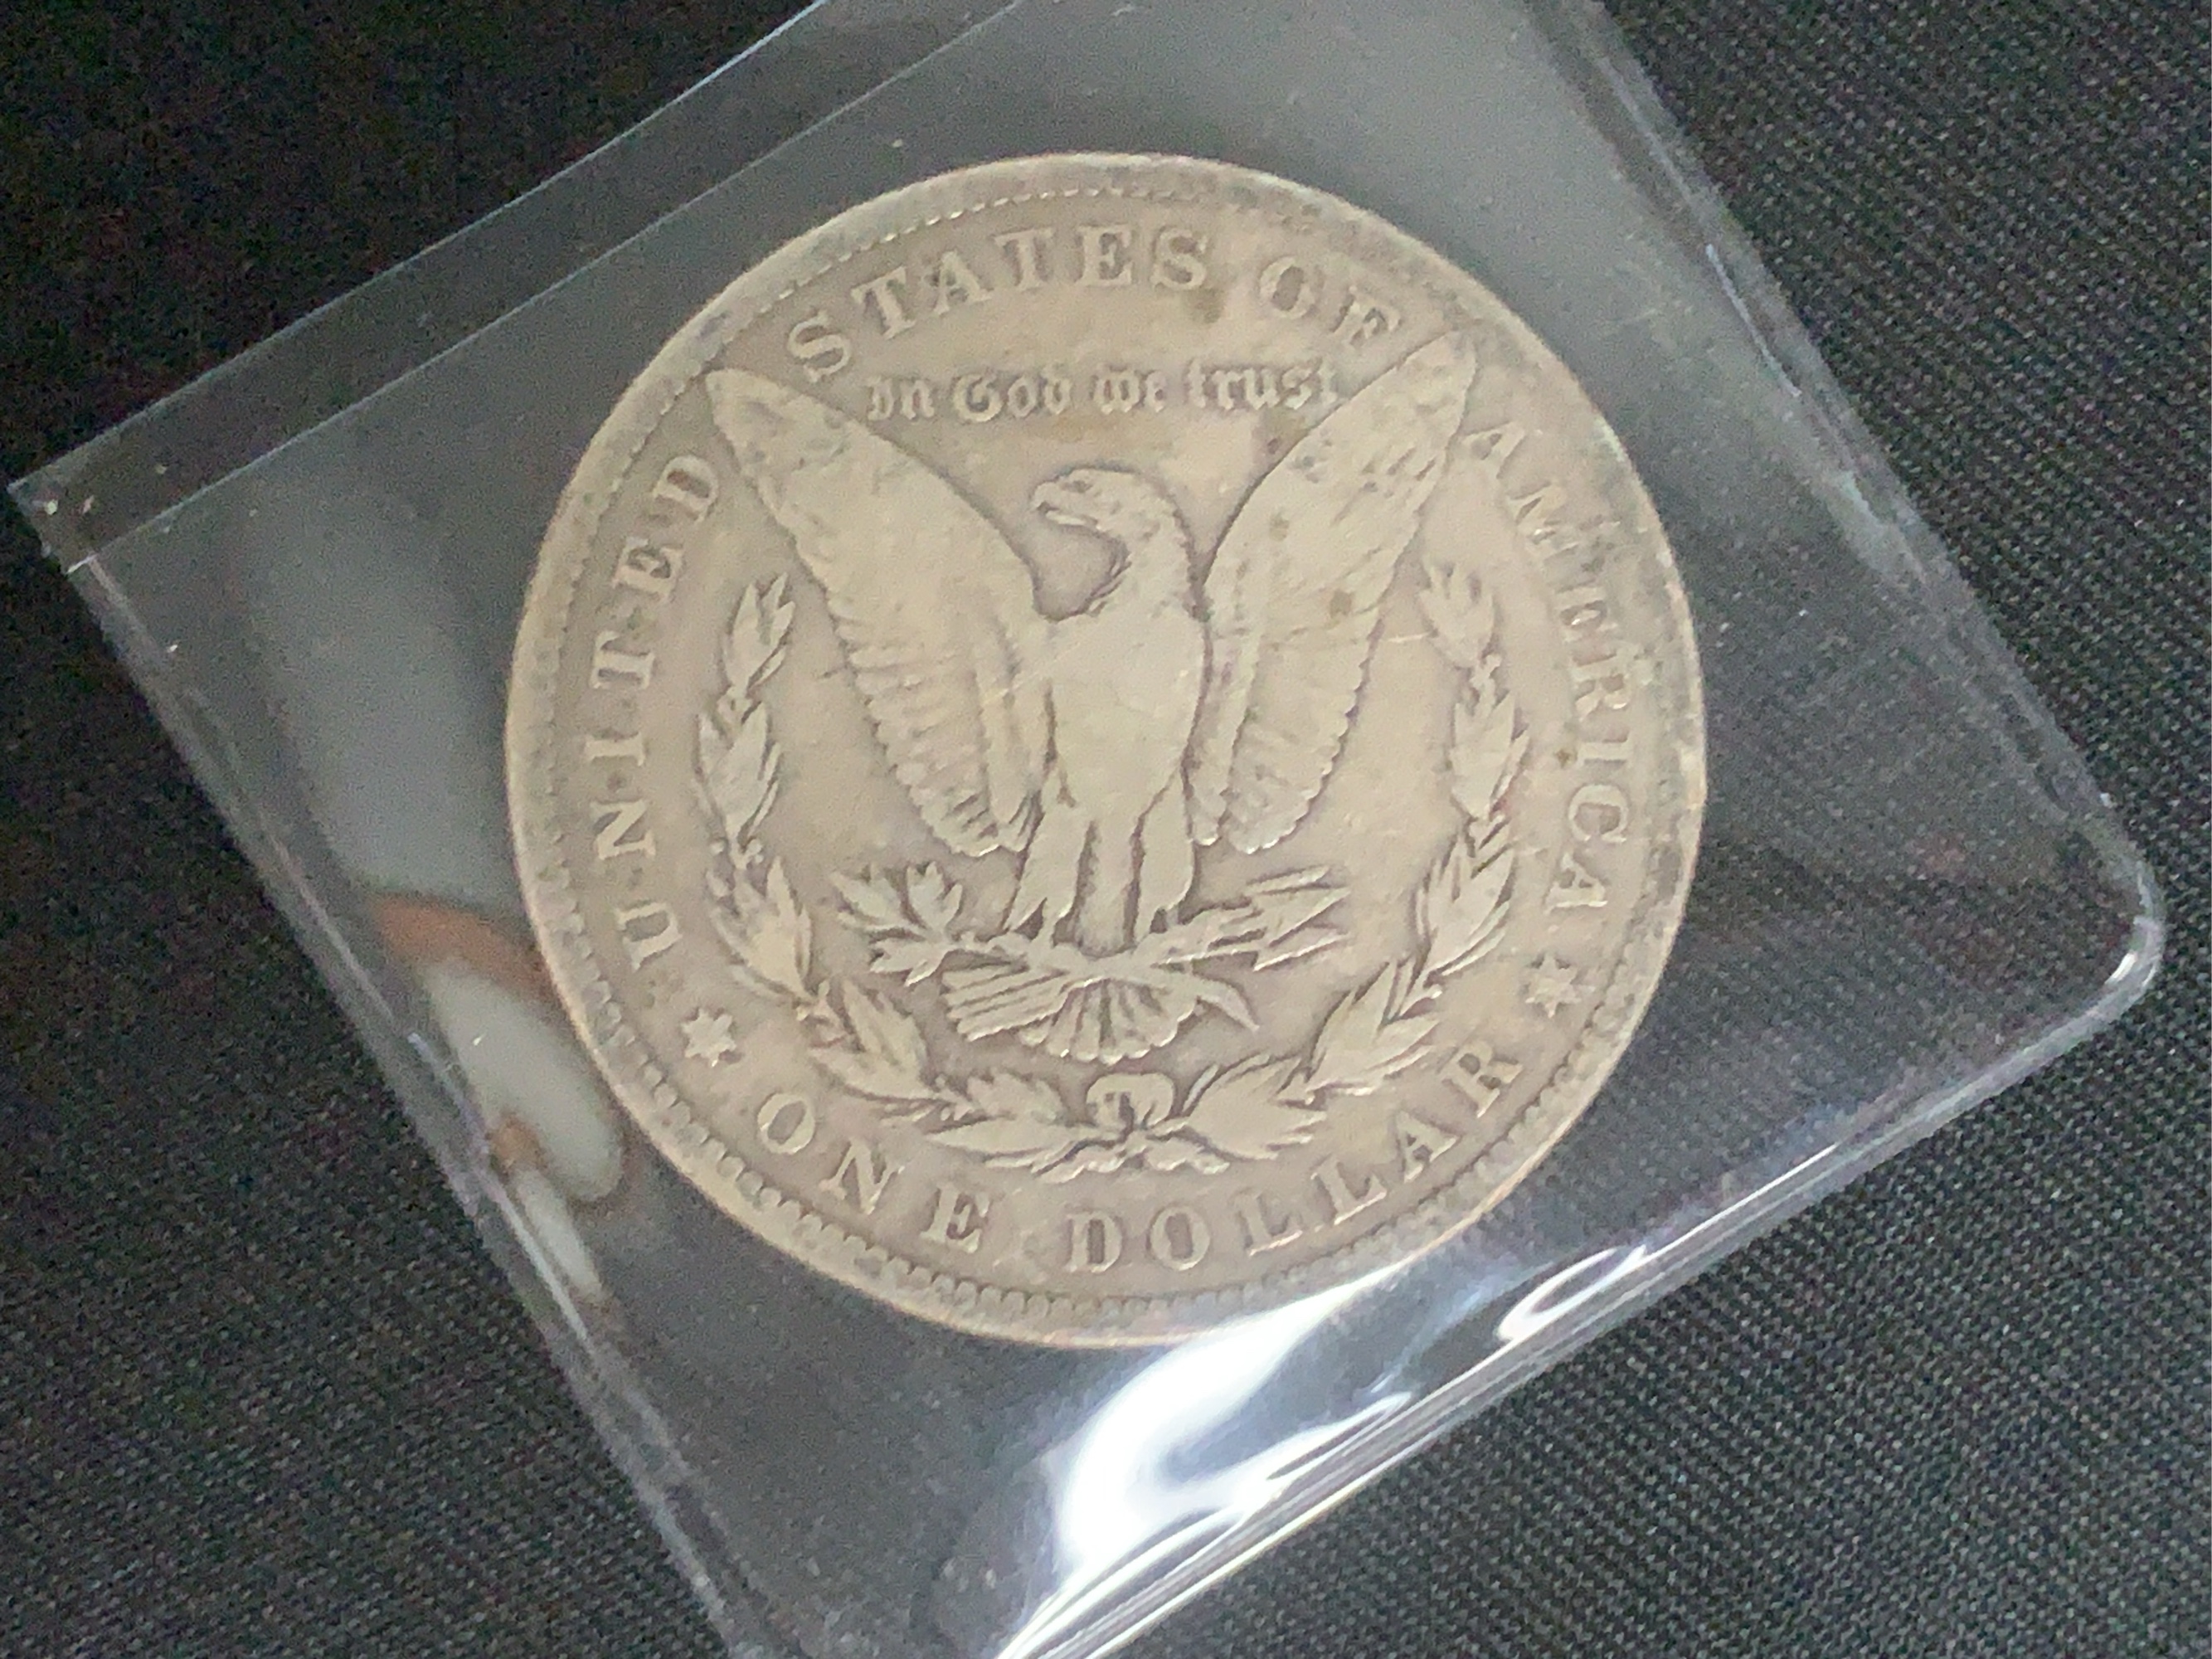 UNITED STATES OF AMERICA
In God we trust
ONE DOLLAR